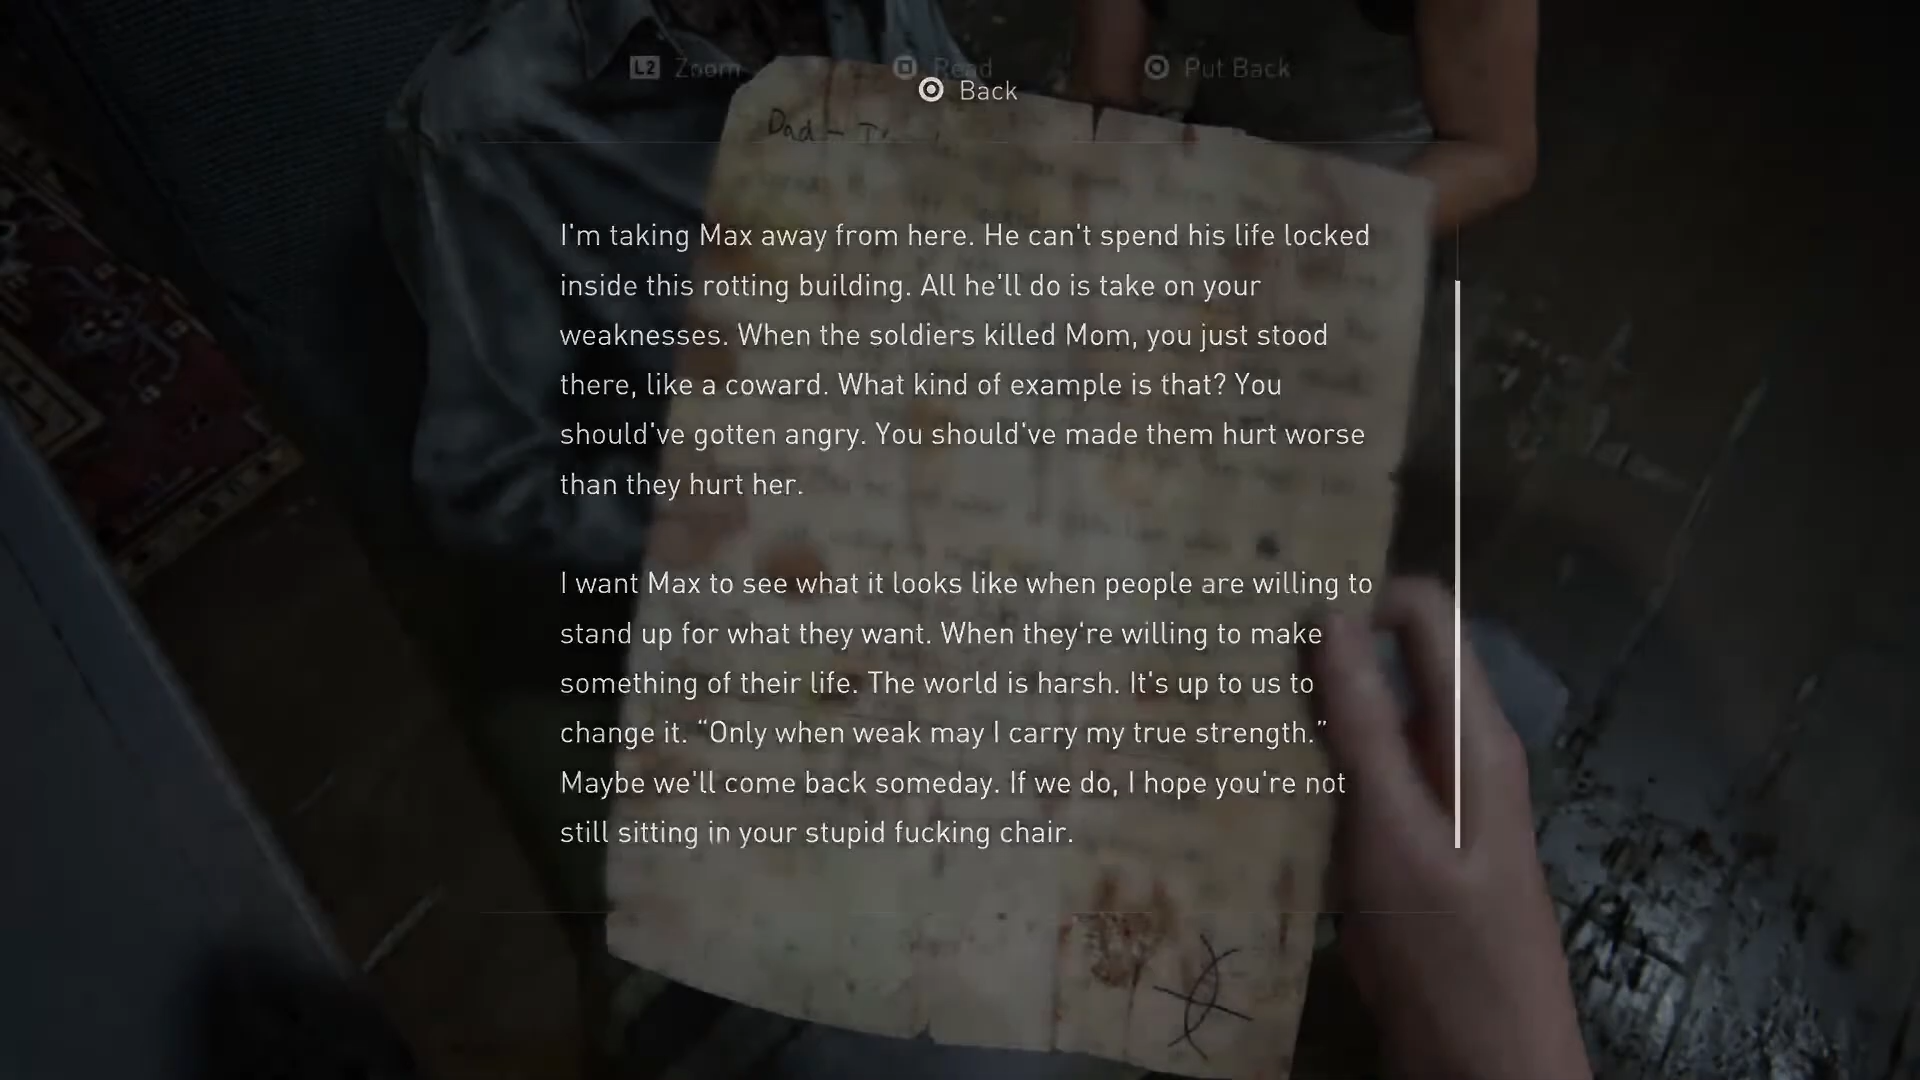 L2 Zoom Read Put Back
Back
Dad -
I'm taking Max away from here. He can't spend his life locked
inside this rotting building. All he'll do is take on your
weaknesses. When the soldiers killed Mom, you just stood
there, like a coward. What kind of example is that? You
should've gotten angry. You should've made them hurt worse
than they hurt her.
I want Max to see what it looks like when people are willing to
stand up for what they want. When they're willing to make
something of their life. The world is harsh. It's up to us to
change it. “Only when weak may I carry my true strength.”
Maybe we'll come back someday. If we do, I hope you're not
still sitting in your stupid fucking chair.